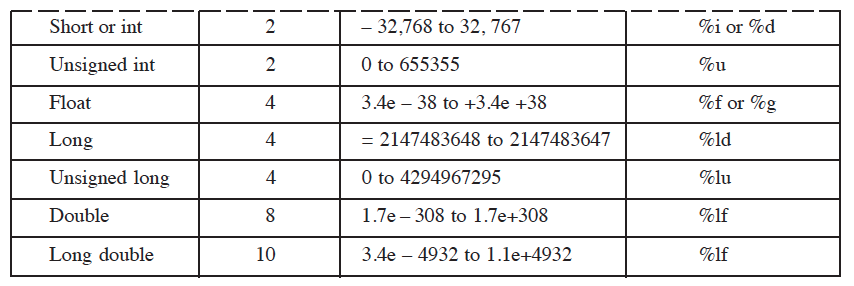 Short or int 2 – 32,768 to 32, 767 %i or %d
Unsigned int 2 0 to 655355 %u
Float 4 3.4e – 38 to +3.4e +38 %f or %g
Long 4 = 2147483648 to 2147483647 %ld
Unsigned long 4 0 to 4294967295 %lu
Double 8 1.7e – 308 to 1.7e+308 %lf
Long double 10 3.4e – 4932 to 1.1e+4932 %lf